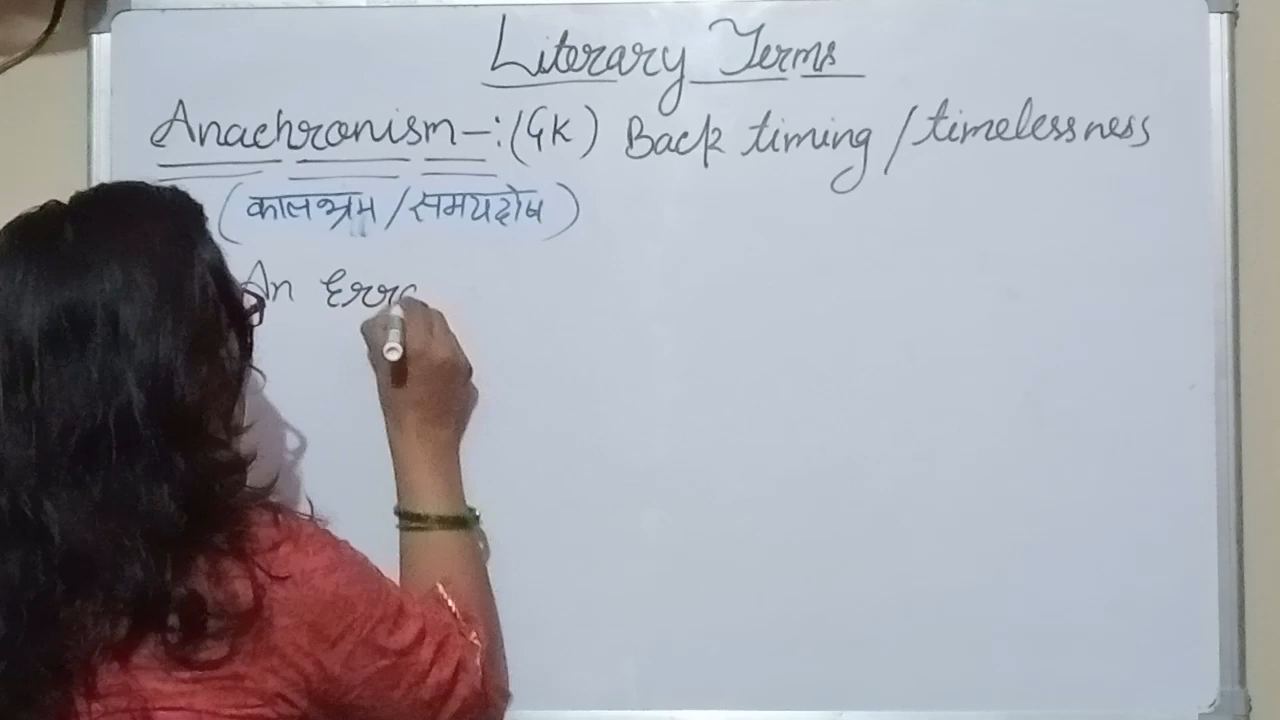 Literary Terms
Anachronism-:(GK) Back timing/timelessness
(कालभ्रम/समयदोष)
An Erro